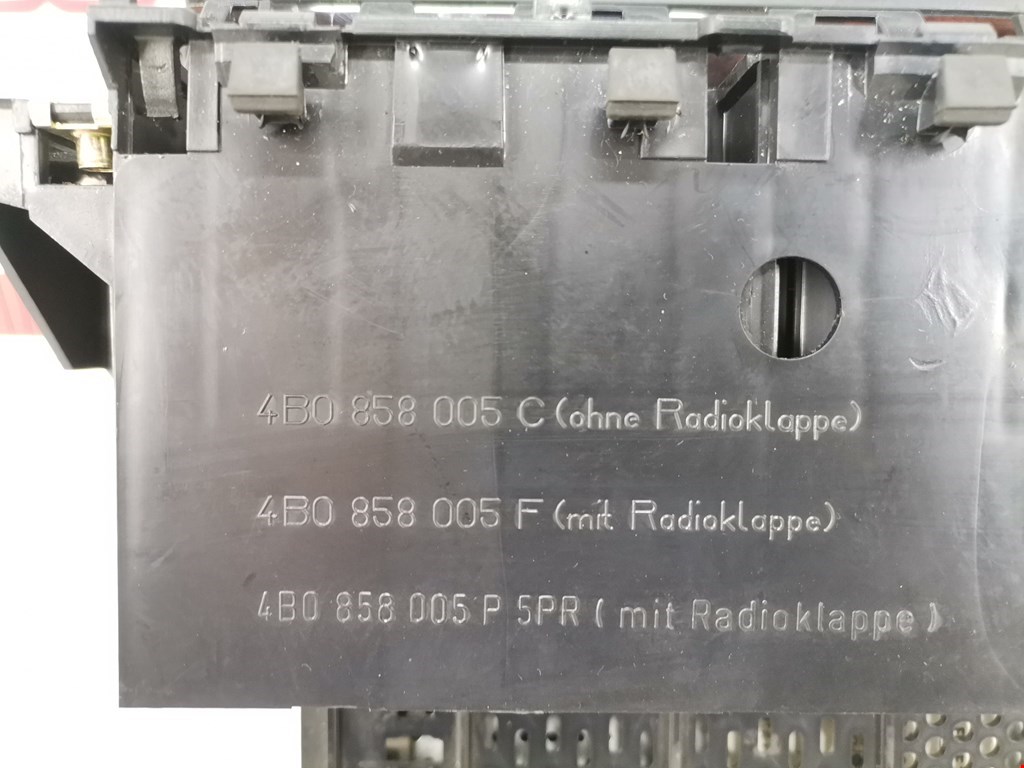 4B0 858 005 C (ohne Radioklappe)
4B0 858 005 F (mit Radioklappe)
4B0 858 005 P 5PR ( mit Radioklappe )